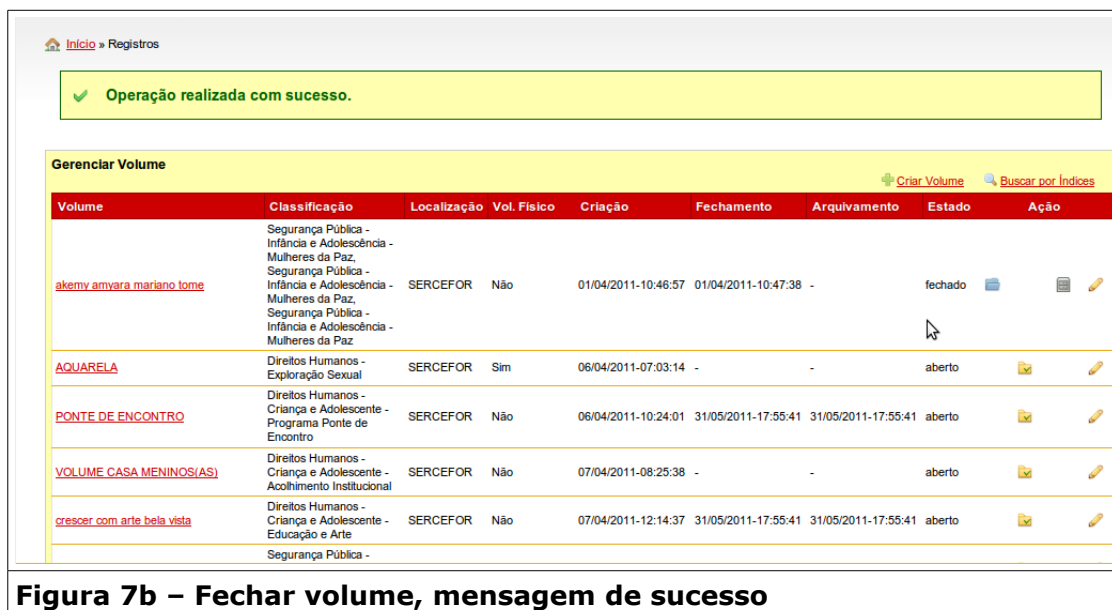 Início » Registros
Operação realizada com sucesso.
Gerenciar Volume
Criar Volume Buscar por Índices
Volume Classificação Localização Vol. Físico Criação Fechamento Arquivamento Estado Ação
Segurança Pública -
Infância e Adolescência -
Mulheres da Paz,
Segurança Pública -
akemy amyara mariano tome Infância e Adolescência - SERCEFOR Não 01/04/2011-10:46:57 01/04/2011-10:47:38 - fechado
Mulheres da Paz,
Segurança Pública -
Infância e Adolescência -
Mulheres da Paz
AQUARELA Direitos Humanos - SERCEFOR Sim 06/04/2011-07:03:14 - - aberto
Exploração Sexual
Direitos Humanos -
PONTE DE ENCONTRO Criança e Adolescente - SERCEFOR Não 06/04/2011-10:24:01 31/05/2011-17:55:41 31/05/2011-17:55:41 aberto
Programa Ponte de
Encontro
Direitos Humanos -
VOLUME CASA MENINOS(AS) Criança e Adolescente - SERCEFOR Não 07/04/2011-08:25:38 - - aberto
Acolhimento Institucional
Direitos Humanos -
crescer com arte bela vista Criança e Adolescente - SERCEFOR Não 07/04/2011-12:14:37 31/05/2011-17:55:41 31/05/2011-17:55:41 aberto
Educação e Arte
Segurança Pública -
Figura 7b – Fechar volume, mensagem de sucesso